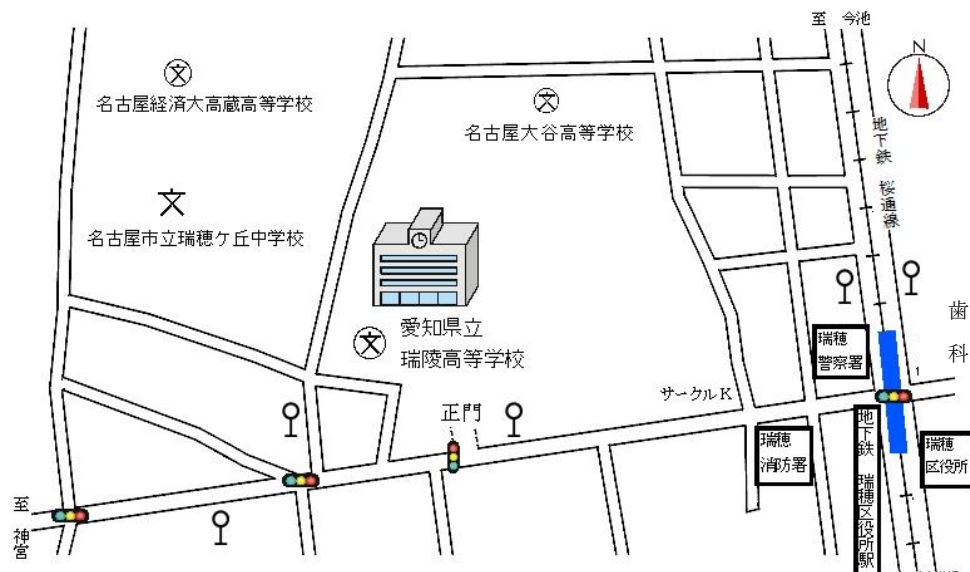 至 今池
N
名古屋経済大高蔵高等学校
名古屋大谷高等学校
地下鉄 桜通線
名古屋市立瑞穂ケ丘中学校
愛知県立
瑞陵高等学校
歯科
瑞穂
警察署
1
サークルK
正門
瑞穂
消防署
地下鉄 瑞穂区役所駅
瑞穂
区役所
至 神宮